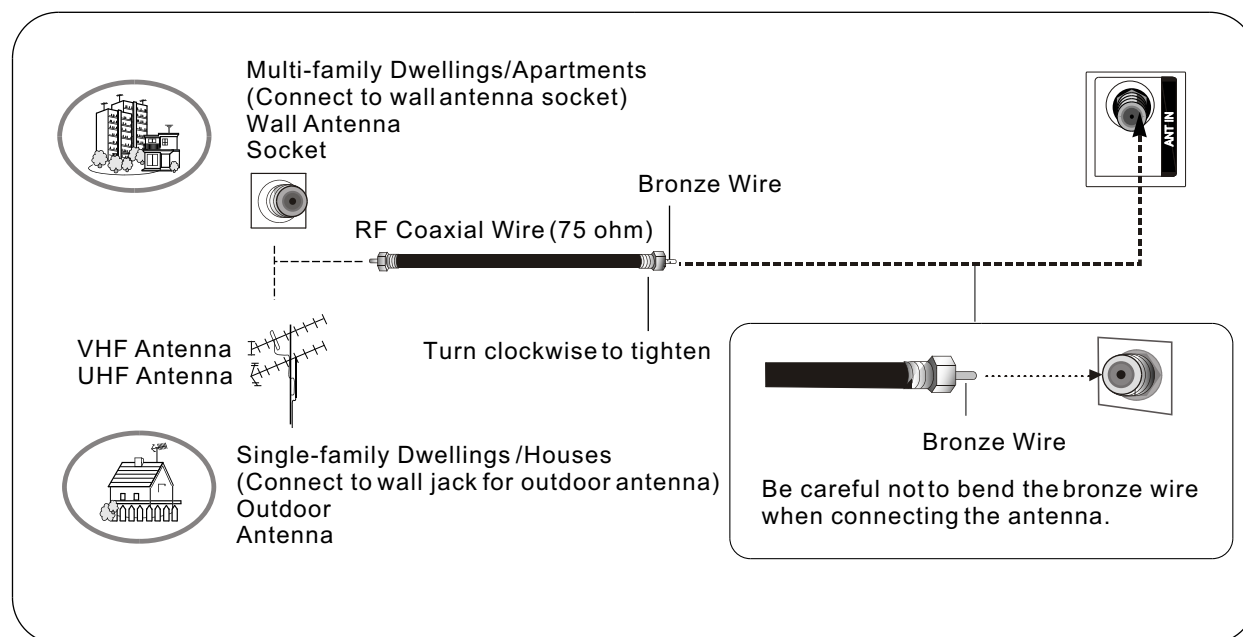 Multi-family Dwellings/Apartments
(Connect to wall antenna socket)
Wall Antenna
Socket
ANT IN
Bronze Wire
RF Coaxial Wire (75 ohm)
VHF Antenna
UHF Antenna
Turn clockwise to tighten
Bronze Wire
Single-family Dwellings /Houses
(Connect to wall jack for outdoor antenna)
Outdoor
Antenna
Be careful not to bend the bronze wire
when connecting the antenna.